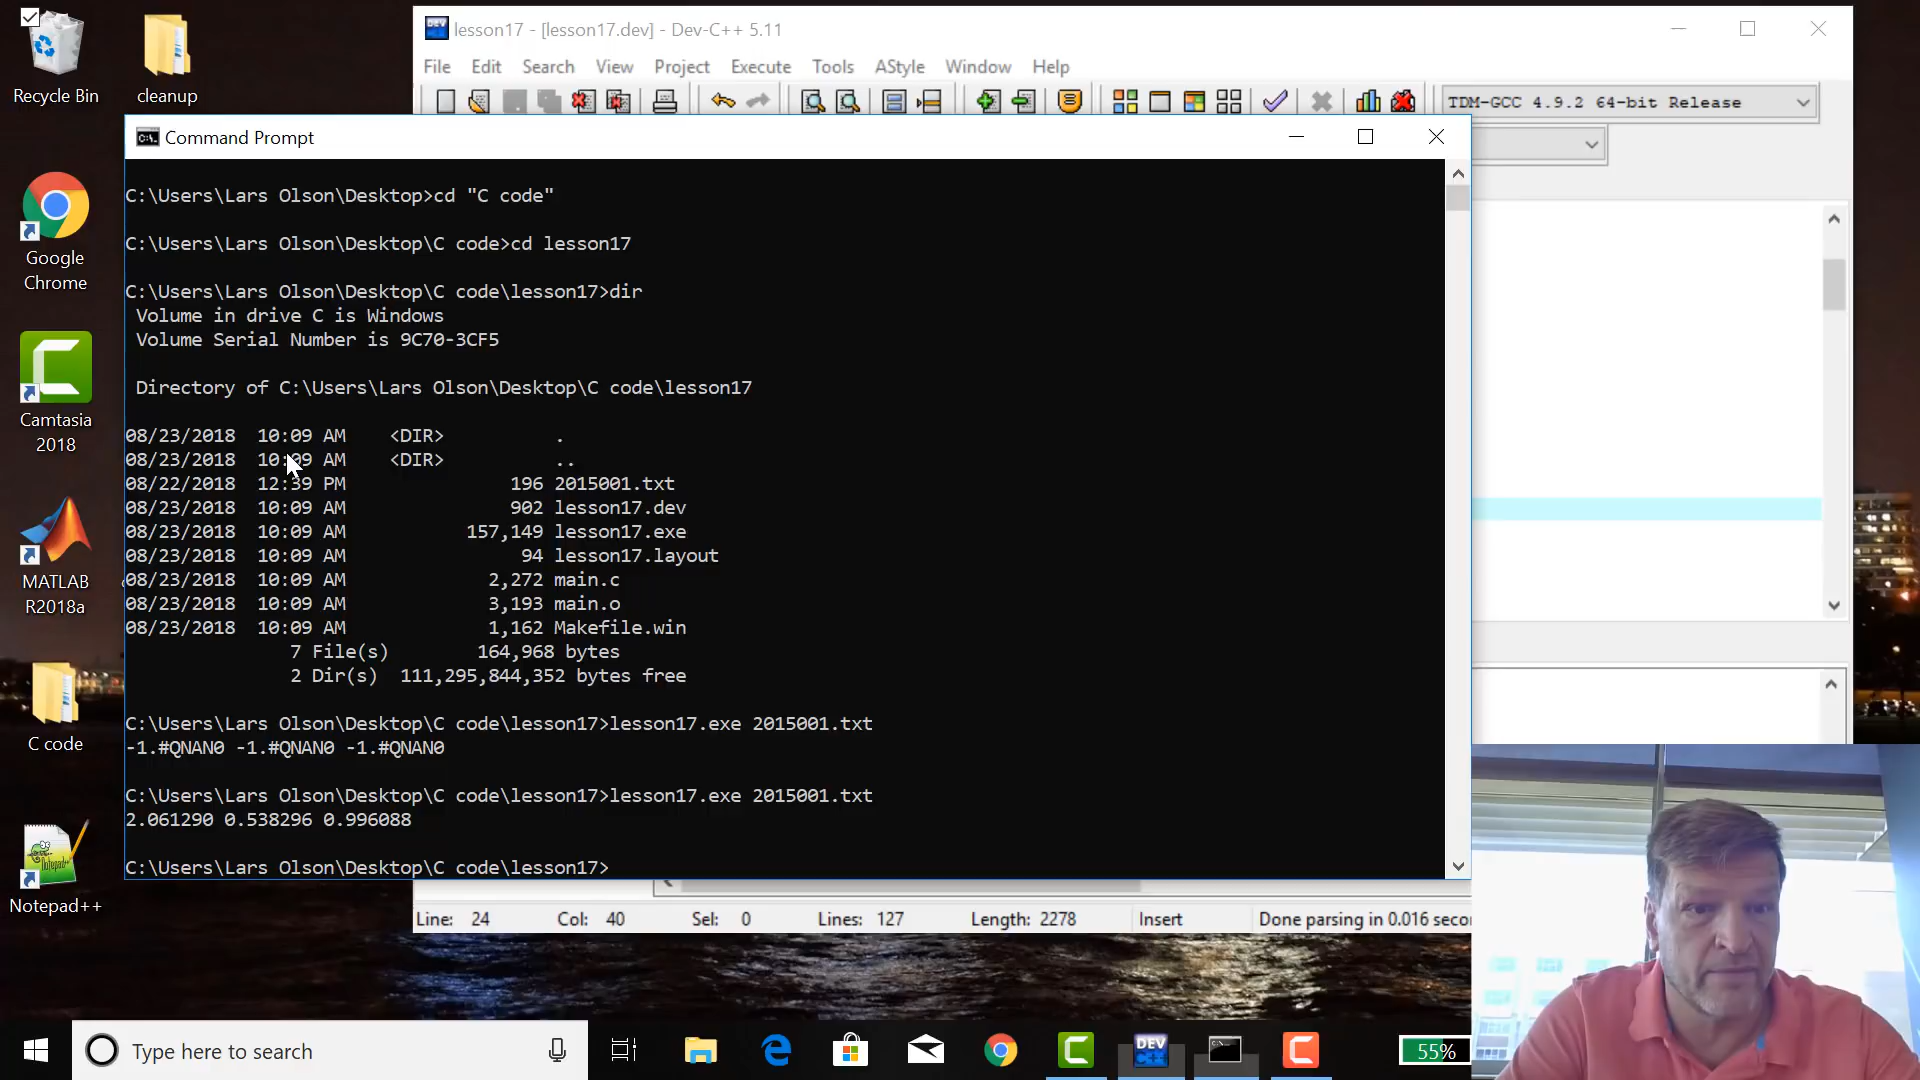 Recycle Bin
cleanup
Google
Chrome
Camtasia
2018
MATLAB
R2018a
C code
Notepad++
lesson17 - [lesson17.dev] - Dev-C++ 5.11
File Edit Search View Project Execute Tools AStyle Window Help
TDM-GCC 4.9.2 64-bit Release
Command Prompt
C:\Users\Lars Olson\Desktop>cd "C code"
C:\Users\Lars Olson\Desktop\C code>cd lesson17
C:\Users\Lars Olson\Desktop\C code\lesson17>dir
Volume in drive C is Windows
Volume Serial Number is 9C70-3CF5
Directory of C:\Users\Lars Olson\Desktop\C code\lesson17
08/23/2018 10:09 AM <DIR> .
08/23/2018 10:09 AM <DIR> ..
08/22/2018 12:39 PM 196 2015001.txt
08/23/2018 10:09 AM 902 lesson17.dev
08/23/2018 10:09 AM 157,149 lesson17.exe
08/23/2018 10:09 AM 94 lesson17.layout
08/23/2018 10:09 AM 2,272 main.c
08/23/2018 10:09 AM 3,193 main.o
08/23/2018 10:09 AM 1,162 Makefile.win
7 File(s) 164,968 bytes
2 Dir(s) 111,295,844,352 bytes free
C:\Users\Lars Olson\Desktop\C code\lesson17>lesson17.exe 2015001.txt
-1.#QNAN0 -1.#QNAN0 -1.#QNAN0
C:\Users\Lars Olson\Desktop\C code\lesson17>lesson17.exe 2015001.txt
2.061290 0.538296 0.996088
C:\Users\Lars Olson\Desktop\C code\lesson17>
Line: 24 Col: 40 Sel: 0 Lines: 127 Length: 2278 Insert Done parsing in 0.016 seco
Type here to search
DEV
55%